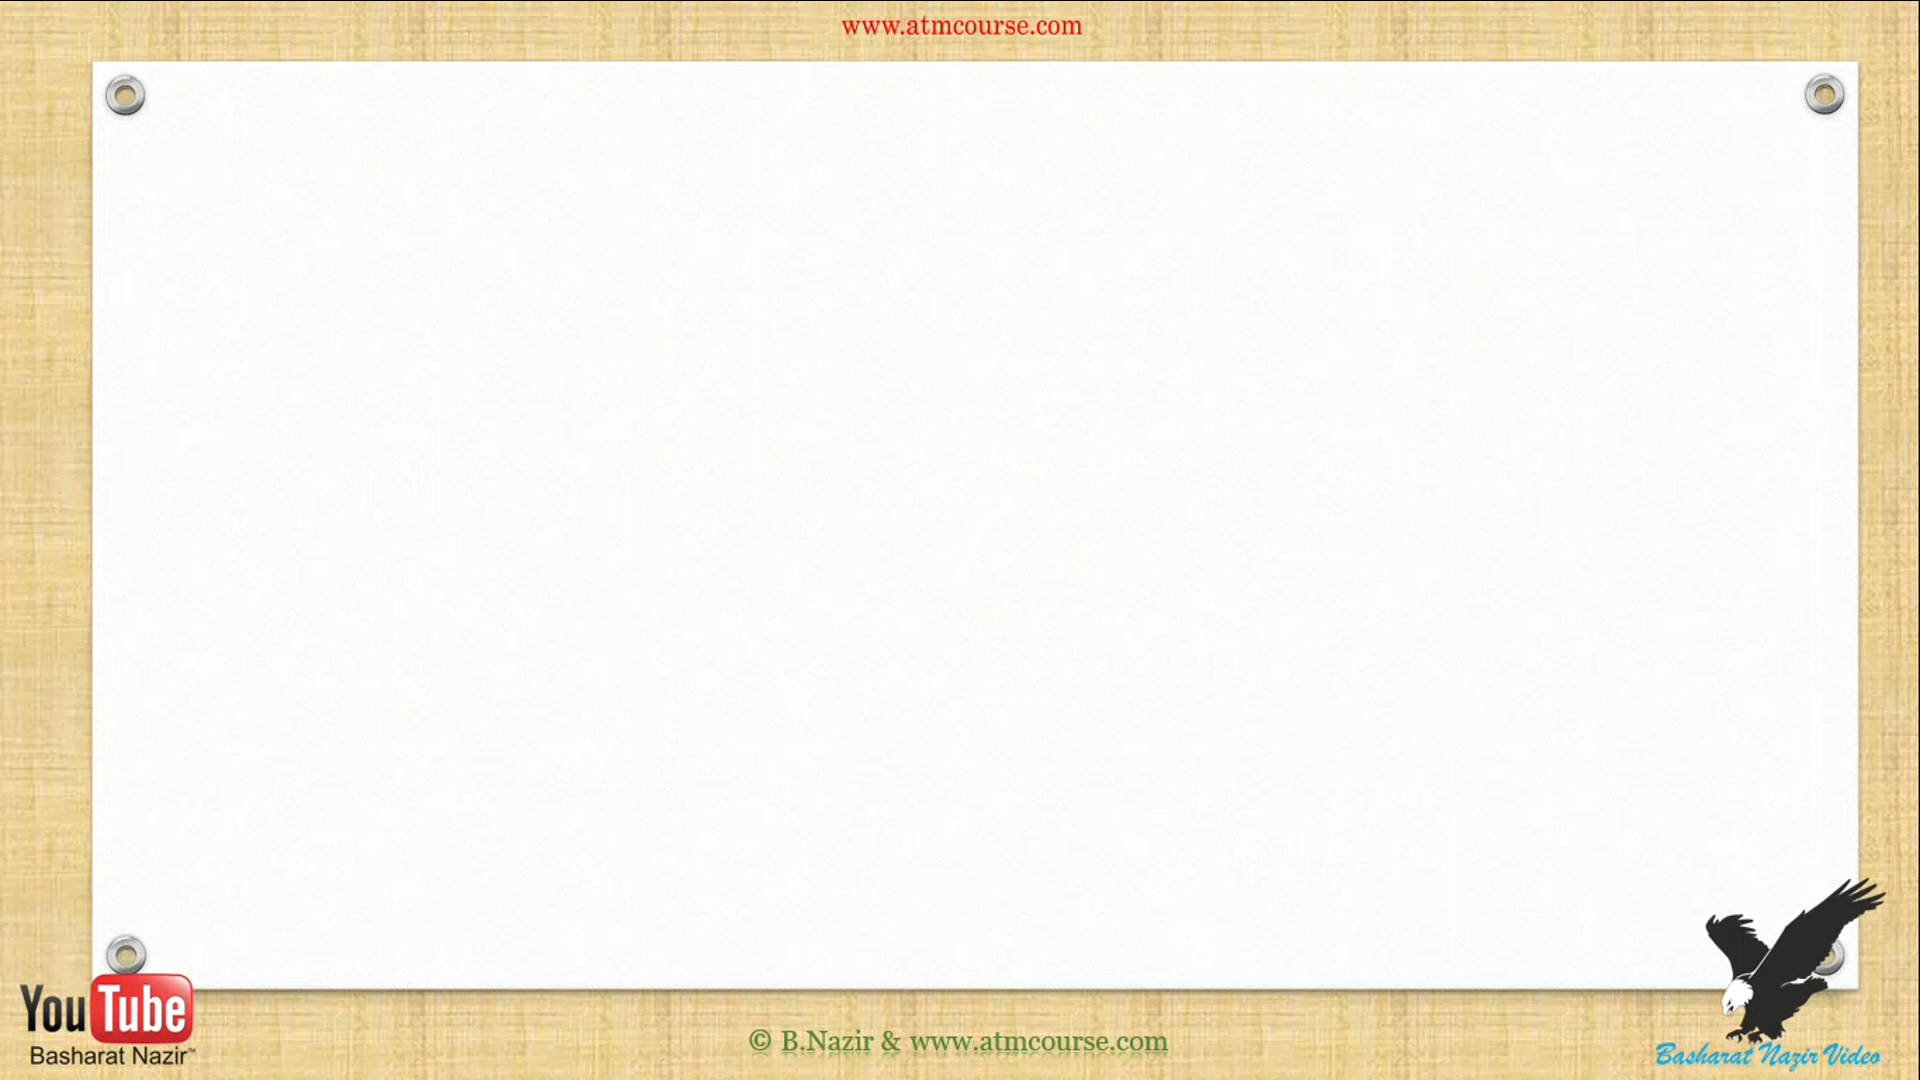 www.atmcourse.com
YouTube
Basharat Nazir™
© B.Nazir & www.atmcourse.com
Basharat Nazir Video